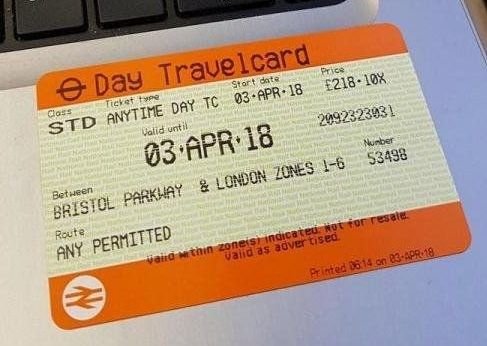 Day Travelcard
Class Ticket type Start date Price
STD ANYTIME DAY TC 03·APR·18 £218·10X
Valid until 2092323031
03·APR·18
Number
Between 53498
BRISTOL PARKWAY & LONDON ZONES 1-6
Route
ANY PERMITTED
Valid within zone(s) indicated. Not for resale.
Valid as advertised.
Printed 06:14 on 03·APR·18